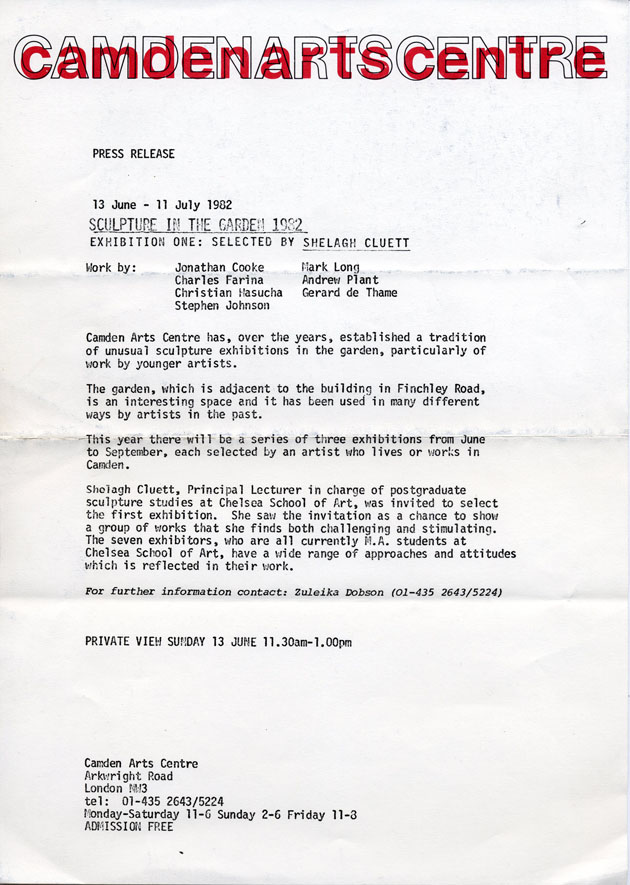 CAMDENARTSCENTRE
camdenartscentre
PRESS RELEASE
13 June - 11 July 1982
SCULPTURE IN THE GARDEN 1982
EXHIBITION ONE: SELECTED BY SHELAGH CLUETT
Work by: Jonathan Cooke Mark Long
Charles Farina Andrew Plant
Christian Hasucha Gerard de Thame
Stephen Johnson
Camden Arts Centre has, over the years, established a tradition
of unusual sculpture exhibitions in the garden, particularly of
work by younger artists.
The garden, which is adjacent to the building in Finchley Road,
is an interesting space and it has been used in many different
ways by artists in the past.
This year there will be a series of three exhibitions from June
to September, each selected by an artist who lives or works in
Camden.
Shelagh Cluett, Principal Lecturer in charge of postgraduate
sculpture studies at Chelsea School of Art, was invited to select
the first exhibition. She saw the invitation as a chance to show
a group of works that she finds both challenging and stimulating.
The seven exhibitors, who are all currently M.A. students at
Chelsea School of Art, have a wide range of approaches and attitudes
which is reflected in their work.
For further information contact: Zuleika Dobson (01-435 2643/5224)
PRIVATE VIEW SUNDAY 13 JUNE 11.30am-1.00pm
Camden Arts Centre
Arkwright Road
London NW3
tel: 01-435 2643/5224
Monday-Saturday 11-6 Sunday 2-6 Friday 11-8
ADMISSION FREE